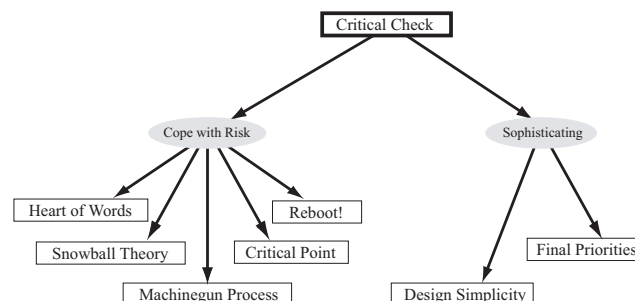 Critical Check
Cope with Risk
Sophisticating
Heart of Words
Reboot!
Snowball Theory
Critical Point
Final Priorities
Machinegun Process
Design Simplicity